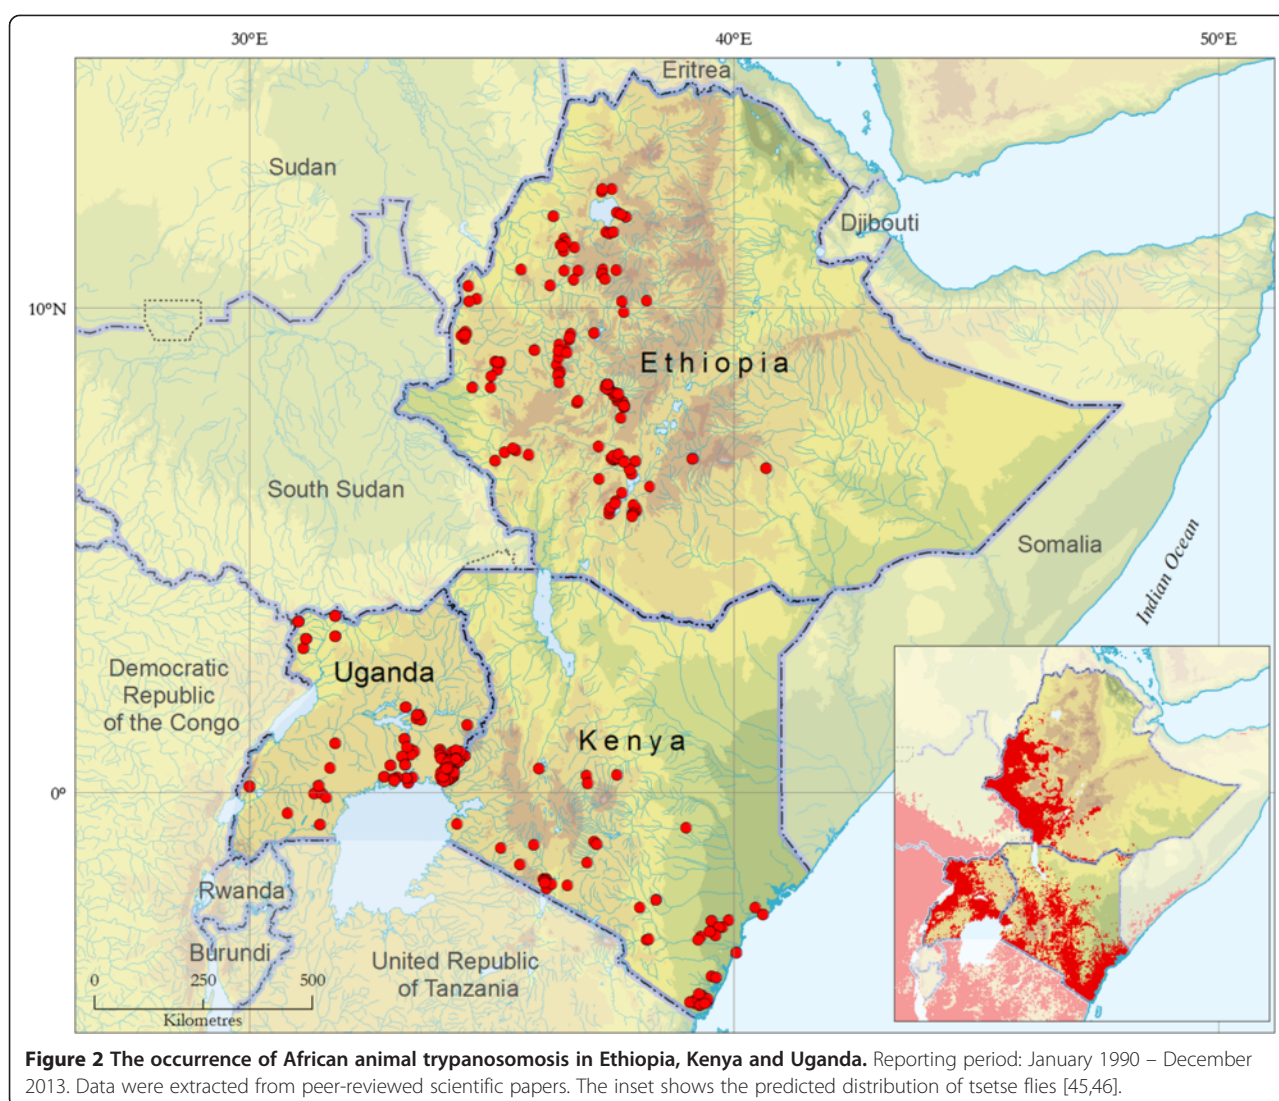 30°E 40°E 50°E
Eritrea
Sudan
Djibouti
10°N
Ethiopia
South Sudan
Somalia
Indian Ocean
Democratic
Republic
of the Congo
Uganda
Kenya
0°
Rwanda
Burundi
United Republic
of Tanzania
0 250 500
Kilometres
Figure 2 The occurrence of African animal trypanosomosis in Ethiopia, Kenya and Uganda. Reporting period: January 1990 – December
2013. Data were extracted from peer-reviewed scientific papers. The inset shows the predicted distribution of tsetse flies [45,46].